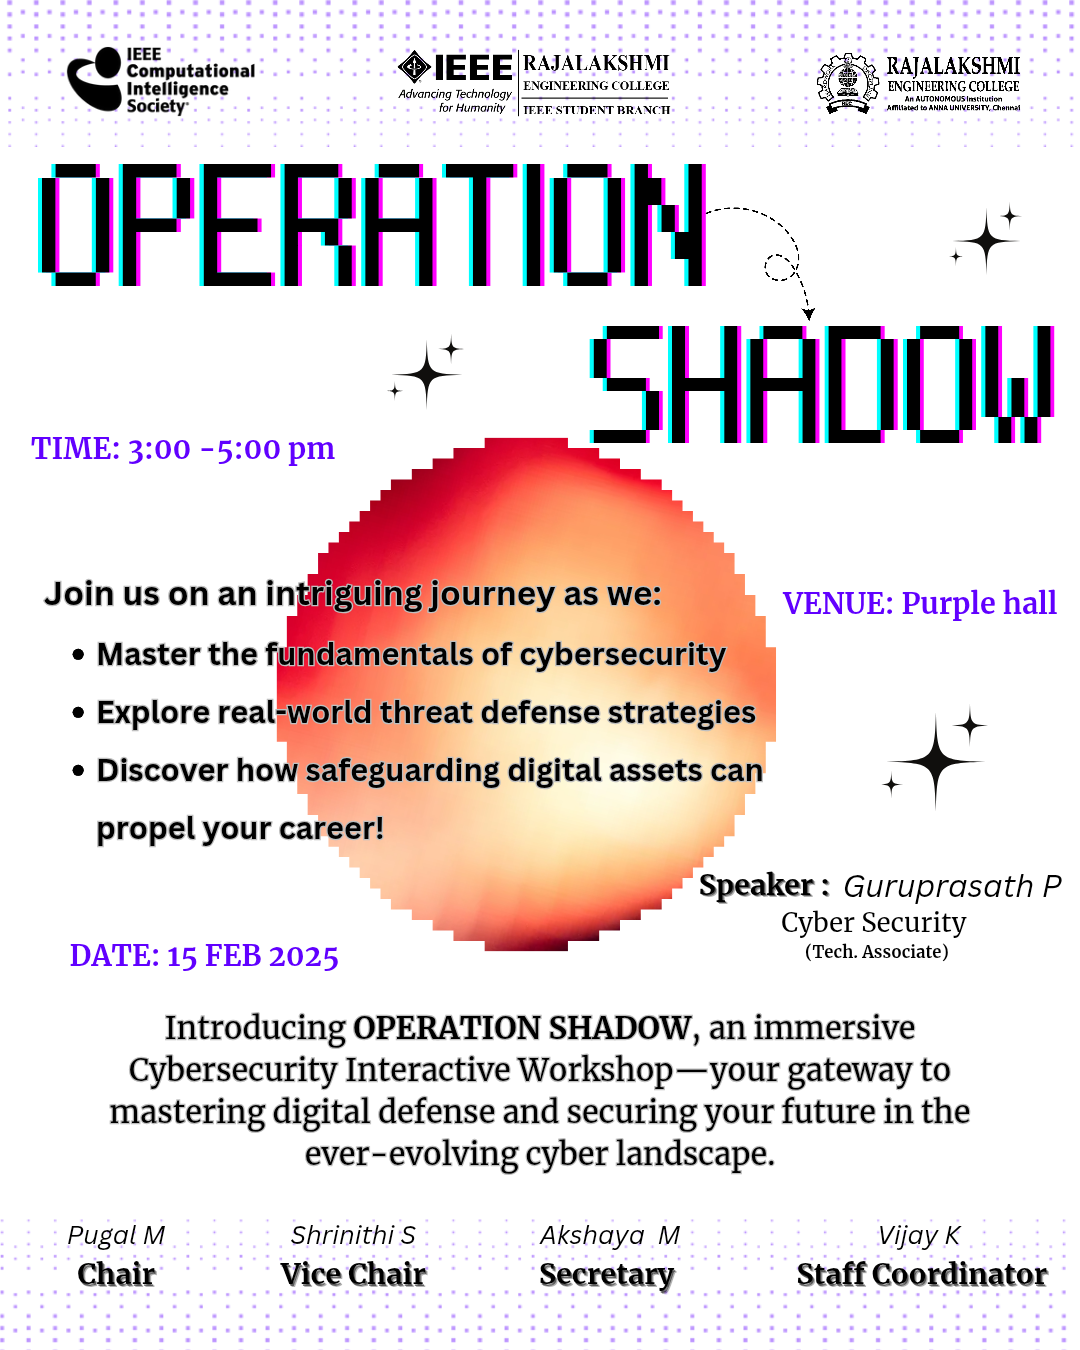 IEEE
Computational
Intelligence
Society
IEEE
Advancing Technology
for Humanity
RAJALAKSHMI
ENGINEERING COLLEGE
IEEE STUDENT BRANCH
RAJALAKSHMI
ENGINEERING COLLEGE
An AUTONOMOUS Institution
Affiliated to ANNA UNIVERSITY, Chennai
OPERATION
SHADOW
TIME: 3:00 -5:00 pm
Join us on an intriguing journey as we:
VENUE: Purple hall
• Master the fundamentals of cybersecurity
• Explore real-world threat defense strategies
• Discover how safeguarding digital assets can
propel your career!
Speaker : Guruprasath P
Cyber Security
(Tech. Associate)
DATE: 15 FEB 2025
Introducing OPERATION SHADOW, an immersive
Cybersecurity Interactive Workshop—your gateway to
mastering digital defense and securing your future in the
ever-evolving cyber landscape.
Pugal M Shrinithi S Akshaya M Vijay K
Chair Vice Chair Secretary Staff Coordinator